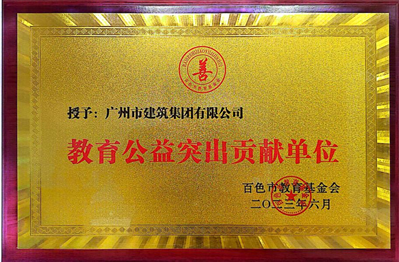 善
授予：广州市建筑集团有限公司
教育公益突出贡献单位
百色市教育基金会
二〇二三年六月